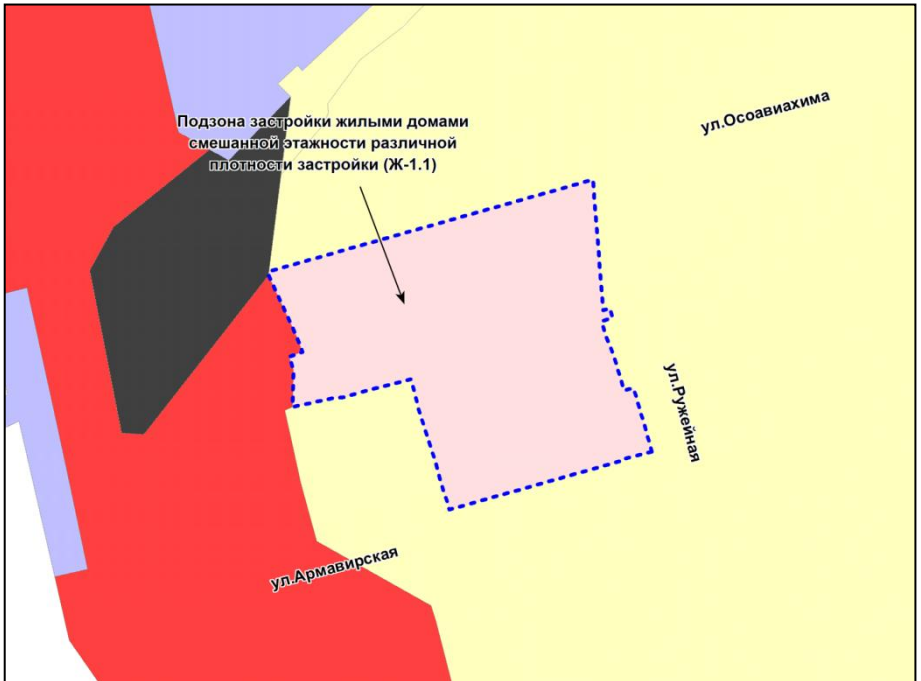 ул.Осоавиахима
Подзона застройки жилыми домами
смешанной этажности различной
плотности застройки (Ж-1.1)
ул.Ружейная
ул.Армавирская